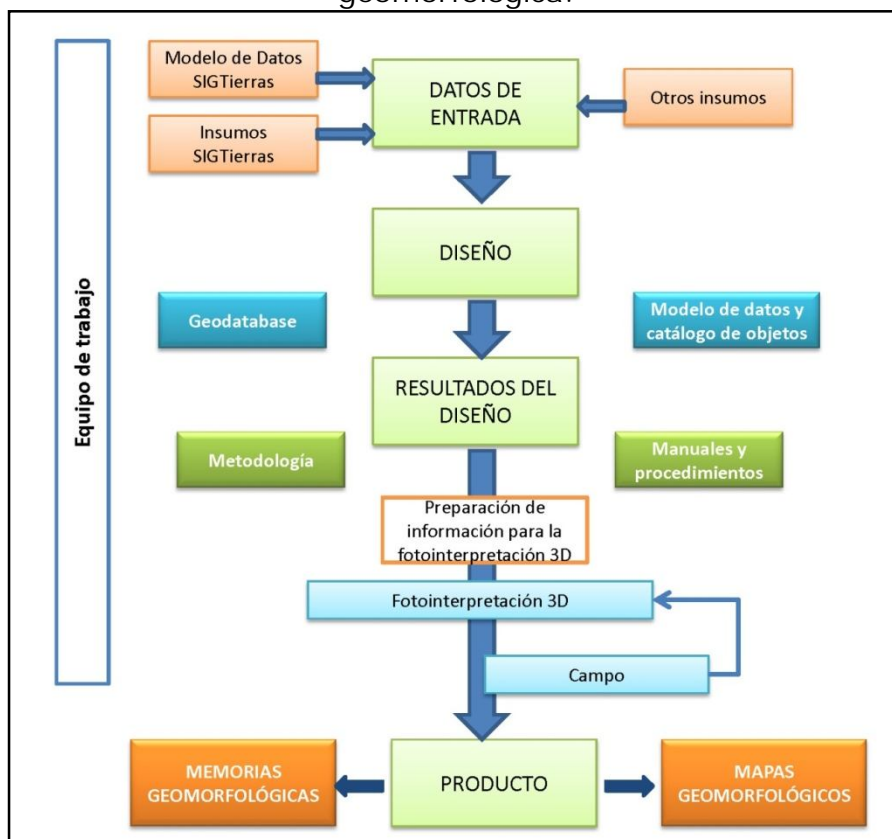 geomorfológica.
Modelo de Datos
SIGTierras
DATOS DE
ENTRADA
Otros insumos
Insumos
SIGTierras
DISEÑO
Geodatabase
Modelo de datos y
catálogo de objetos
Equipo de trabajo
RESULTADOS DEL
DISEÑO
Metodología
Manuales y
procedimientos
Preparación de
información para la
fotointerpretación 3D
Fotointerpretación 3D
Campo
MEMORIAS
GEOMORFOLÓGICAS
PRODUCTO
MAPAS
GEOMORFOLÓGICOS